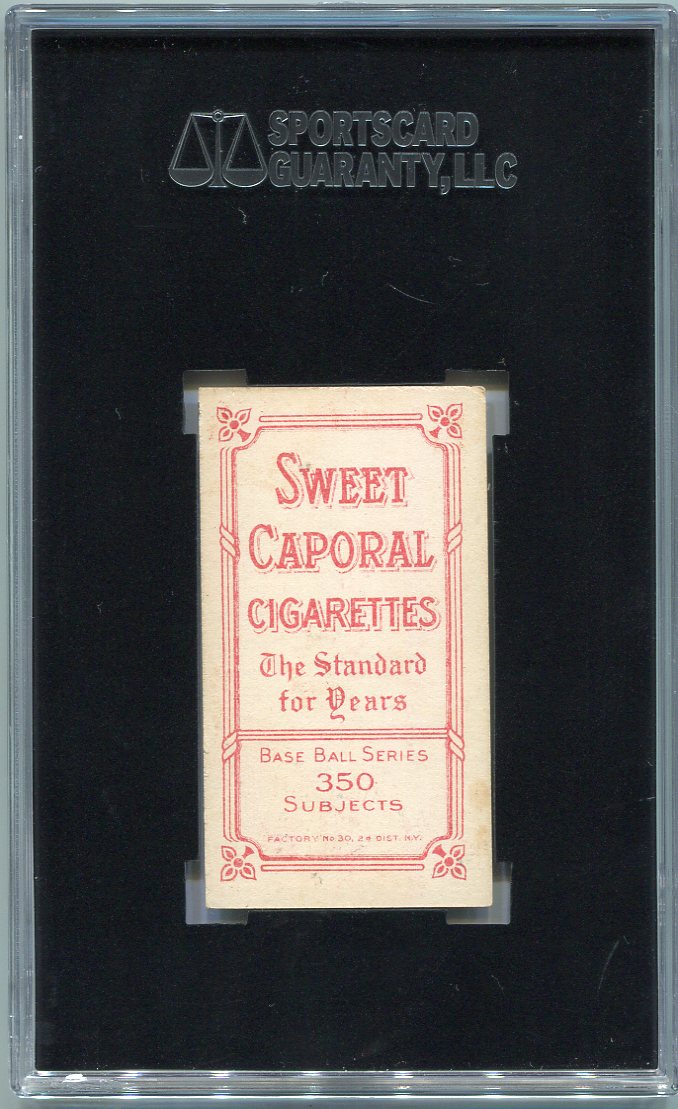 SPORTSCARD
GUARANTY, LLC
SWEET
CAPORAL
CIGARETTES
The Standard
for Years
BASE BALL SERIES
350
SUBJECTS
FACTORY No 30, 2d DIST. N.Y.